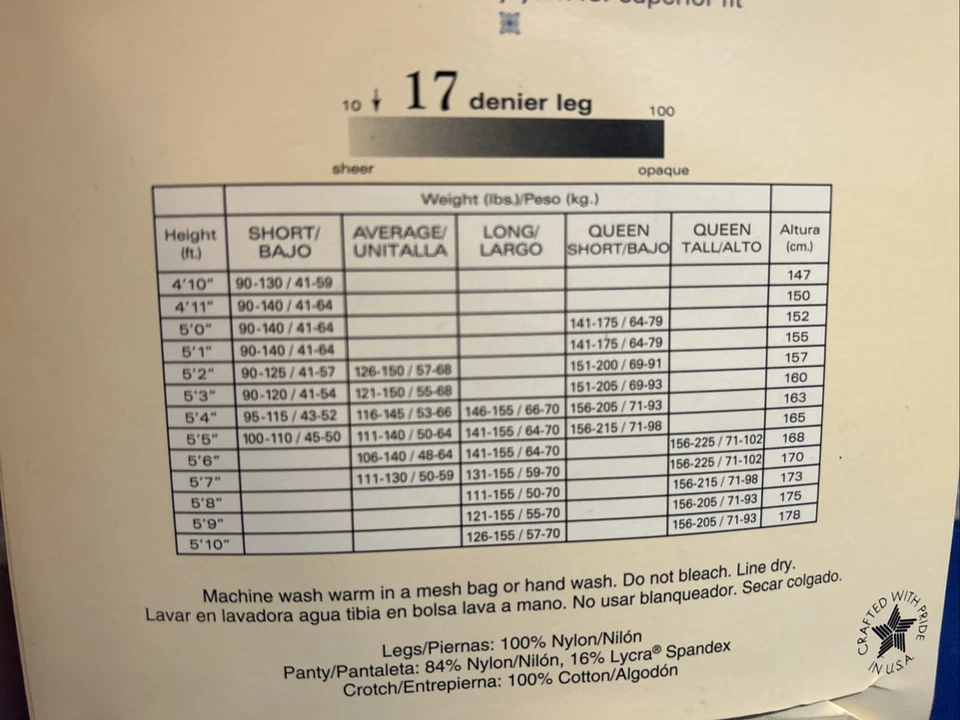 superior fit
10 17 denier leg 100
sheer opaque
Weight (lbs.)/Peso (kg.)
Height (ft.) SHORT/BAJO AVERAGE/UNITALLA LONG/LARGO QUEEN SHORT/BAJO QUEEN TALL/ALTO Altura (cm.)
4'10" 90-130 / 41-59 147
4'11" 90-140 / 41-64 150
5'0" 90-140 / 41-64 141-175 / 64-79 152
5'1" 90-140 / 41-64 141-175 / 64-79 155
5'2" 90-125 / 41-57 126-150 / 57-68 151-200 / 69-91 157
5'3" 90-120 / 41-54 121-150 / 55-68 151-205 / 69-93 160
5'4" 95-115 / 43-52 116-145 / 53-66 146-155 / 66-70 156-205 / 71-93 163
5'5" 100-110 / 45-50 111-140 / 50-64 141-155 / 64-70 156-215 / 71-98 165
5'6" 106-140 / 48-64 141-155 / 64-70 156-225 / 71-102 168
5'7" 111-130 / 50-59 131-155 / 59-70 156-225 / 71-102 170
5'8" 111-155 / 50-70 156-215 / 71-98 173
5'9" 121-155 / 55-70 156-205 / 71-93 175
5'10" 126-155 / 57-70 156-205 / 71-93 178
Machine wash warm in a mesh bag or hand wash. Do not bleach. Line dry.
Lavar en lavadora agua tibia en bolsa lava a mano. No usar blanqueador. Secar colgado.
Legs/Piernas: 100% Nylon/Nilón
Panty/Pantaleta: 84% Nylon/Nilón, 16% Lycra® Spandex
Crotch/Entrepierna: 100% Cotton/Algodón
CRAFTED WITH PRIDE IN U.S.A.